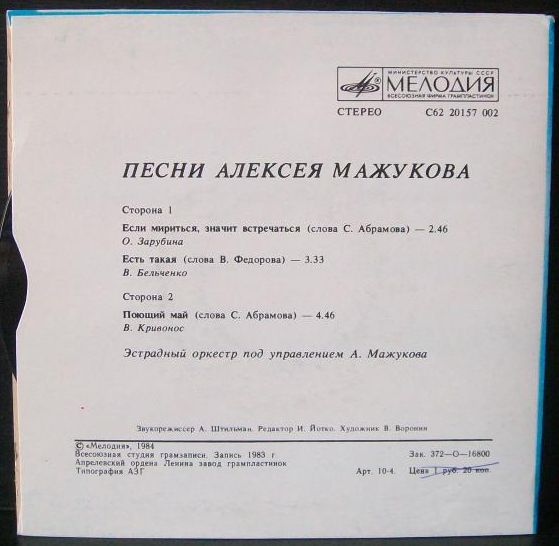 МИНИСТЕРСТВО КУЛЬТУРЫ СССР
МЕЛОДИЯ
ВСЕСОЮЗНАЯ ФИРМА ГРАМПЛАСТИНОК
СТЕРЕО С62 20157 002
ПЕСНИ АЛЕКСЕЯ МАЖУКОВА
Сторона 1
Если мириться, значит встречаться (слова С. Абрамова) — 2.46
О. Зарубина
Есть такая (слова В. Федорова) — 3.33
В. Бельченко
Сторона 2
Поющий май (слова С. Абрамова) — 4.46
В. Кривонос
Эстрадный оркестр под управлением А. Мажукова
Звукорежиссер А. Штильман. Редактор И. Йотко. Художник В. Воронин
© «Мелодия», 1984
Всесоюзная студия грамзаписи. Запись 1983 г Зак. 372—О—16800
Апрелевский ордена Ленина завод грампластинок
Типография АЗГ Арт. 10-4. Цена 1 руб. 20 коп.